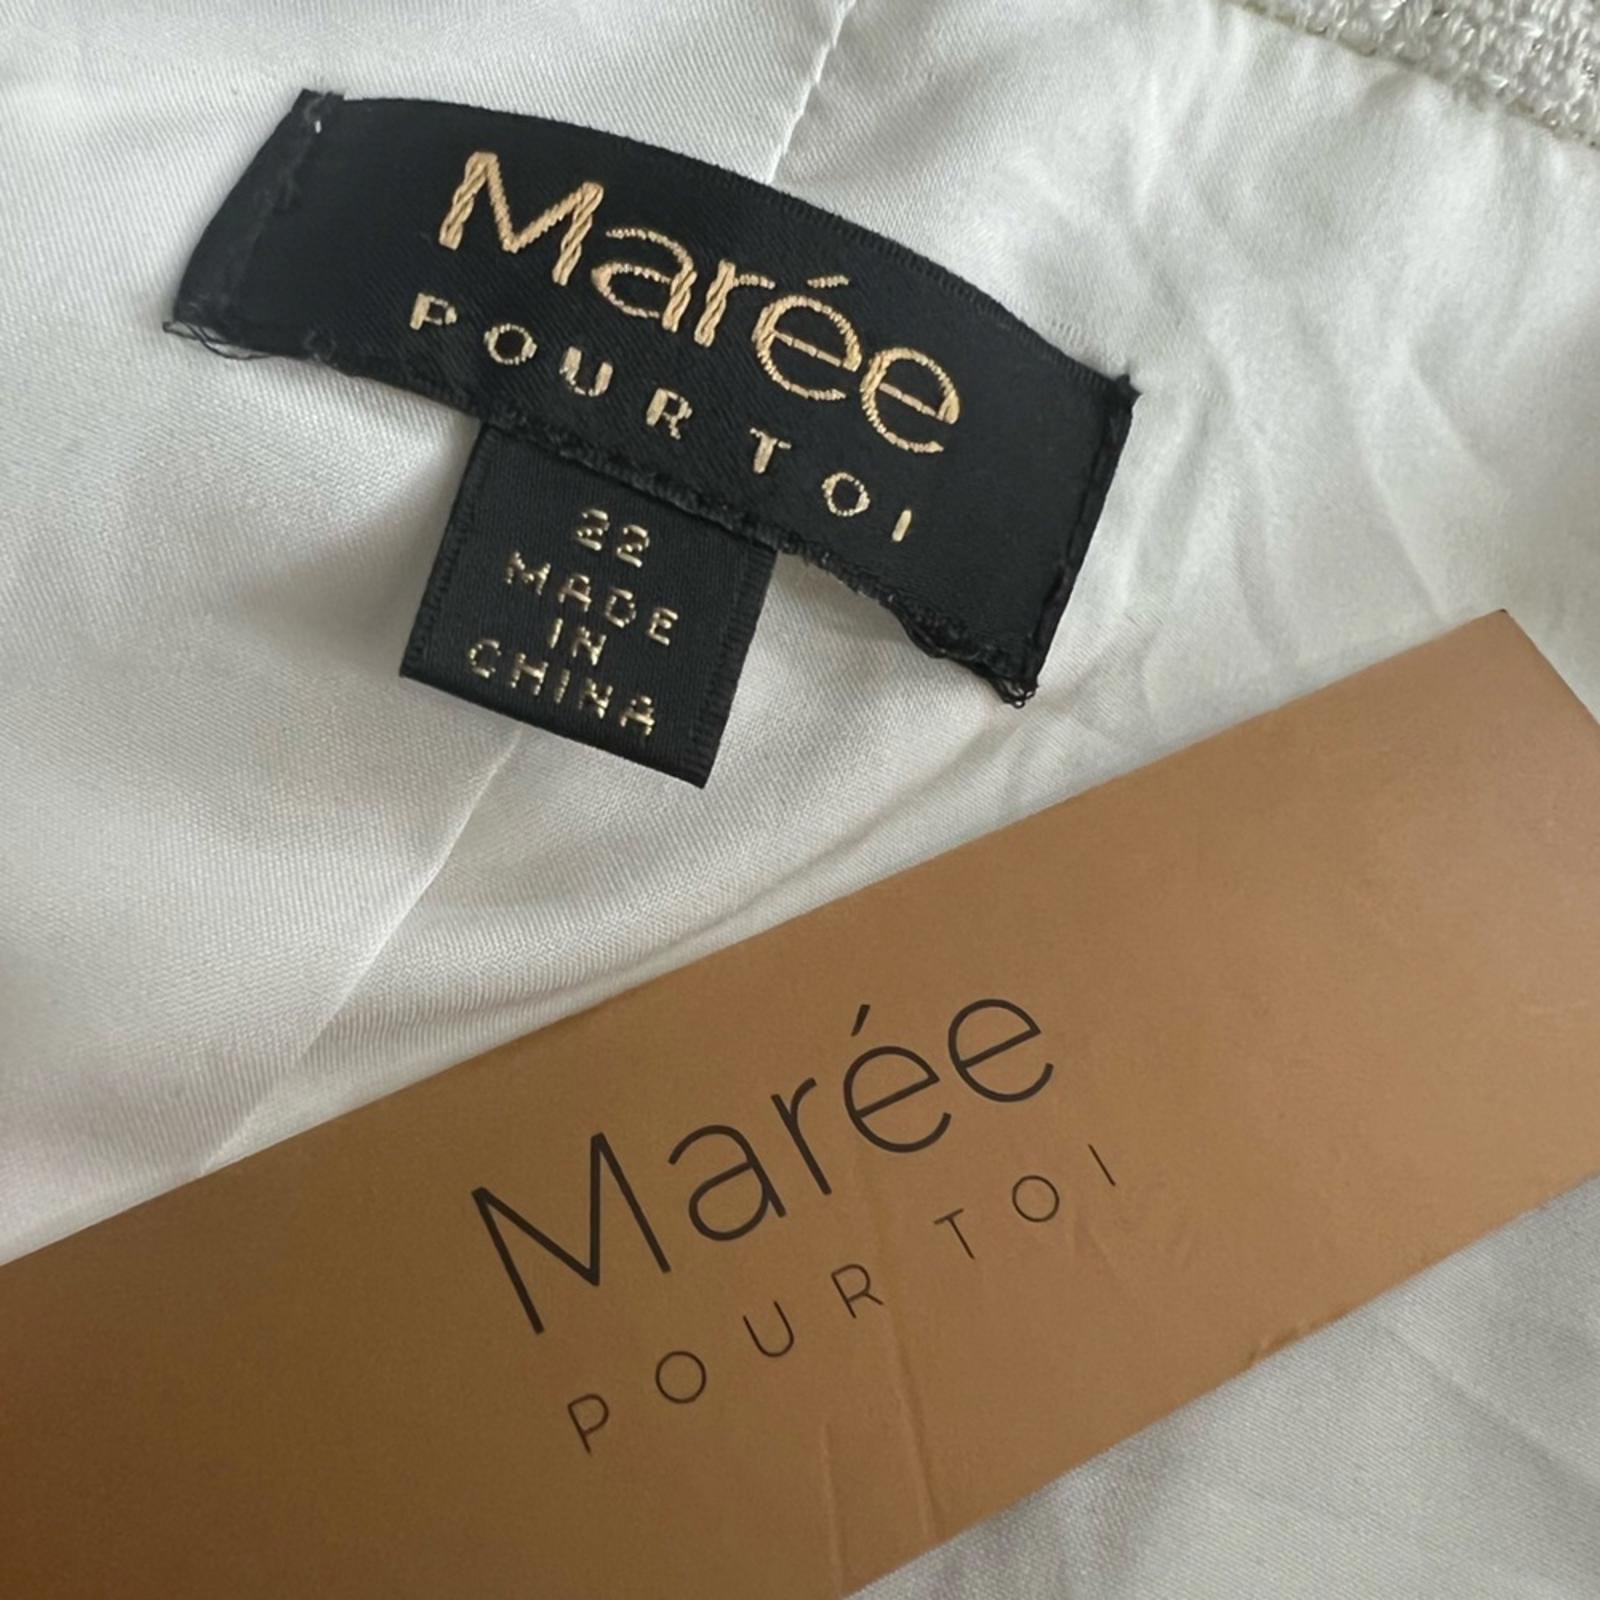 Marée
POUR TOI
22
MADE
IN
CHINA
Marée
POUR TOI